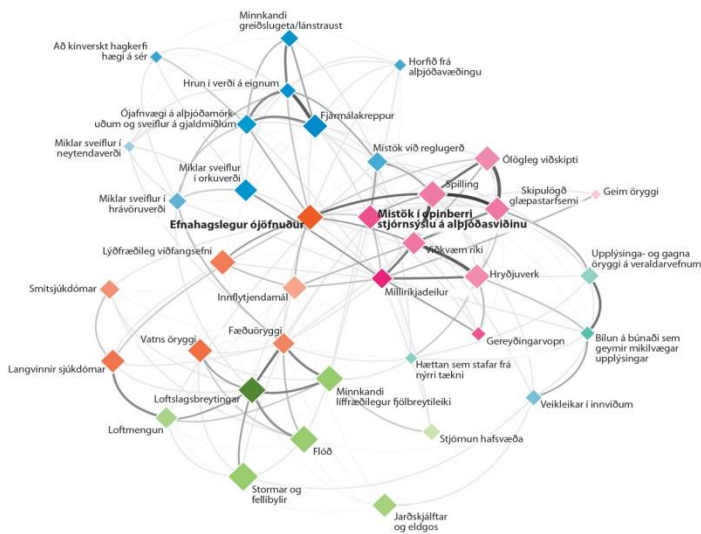 Minnkandi
greiðslugeta/lánstraust
Að kínverskt hagkerfi
hægi á sér
Horfið frá
alþjóðavæðingu
Hrun í verði á eignum
Ójafnvægi á alþjóðamörk-
uðum og sveiflur á gjaldmiðlum
Fjármálakreppur
Miklar sveiflur í
neytendaverði
Mistök við reglugerð
Ólögleg viðskipti
Miklar sveiflur
í orkuverði
Spilling
Skipulögð
glæpastarfsemi
Geim öryggi
Miklar sveiflur í
hrávöruverði
Efnahagslegur ójöfnuður
Mistök í opinberri
stjórnsýslu á alþjóðasviðinu
Viðkvæm ríki
Lýðfræðileg viðfangsefni
Upplýsinga- og gagna
öryggi á veraldarvefnum
Smitsjúkdómar
Innflytjendamál
Milliríkjadeilur
Hryðjuverk
Vatns öryggi
Fæðuöryggi
Gereyðingarvopn
Bilun á búnaði sem
geymir mikilvægar
upplýsingar
Langvinnir sjúkdómar
Hættan sem stafar frá
nýrri tækni
Loftslagsbreytingar
Minnkandi
líffræðilegur fjölbreytileiki
Veikleikar í innviðum
Loftmengun
Flóð
Stjórnun hafsvæða
Stormar og
fellibylir
Jarðskjálftar
og eldgos